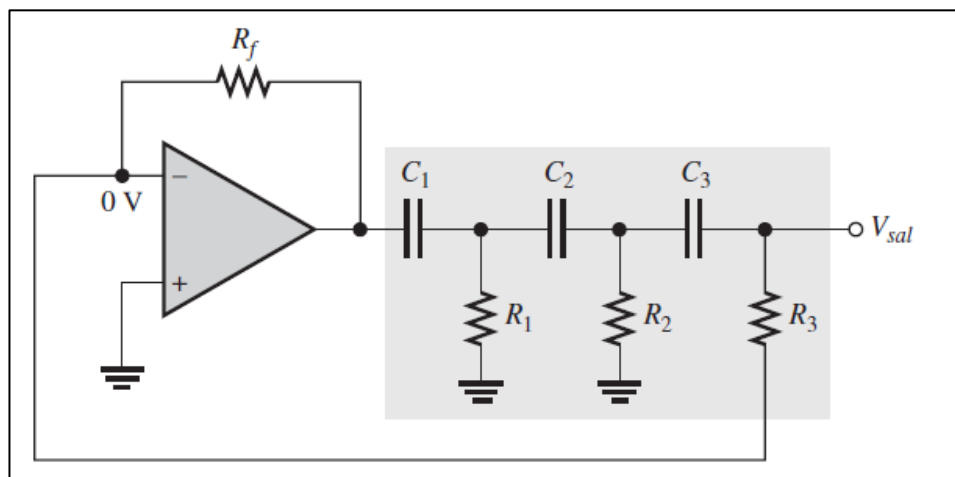 R_f
−
0 V
+
C_1
C_2
C_3
V_sal
R_1
R_2
R_3